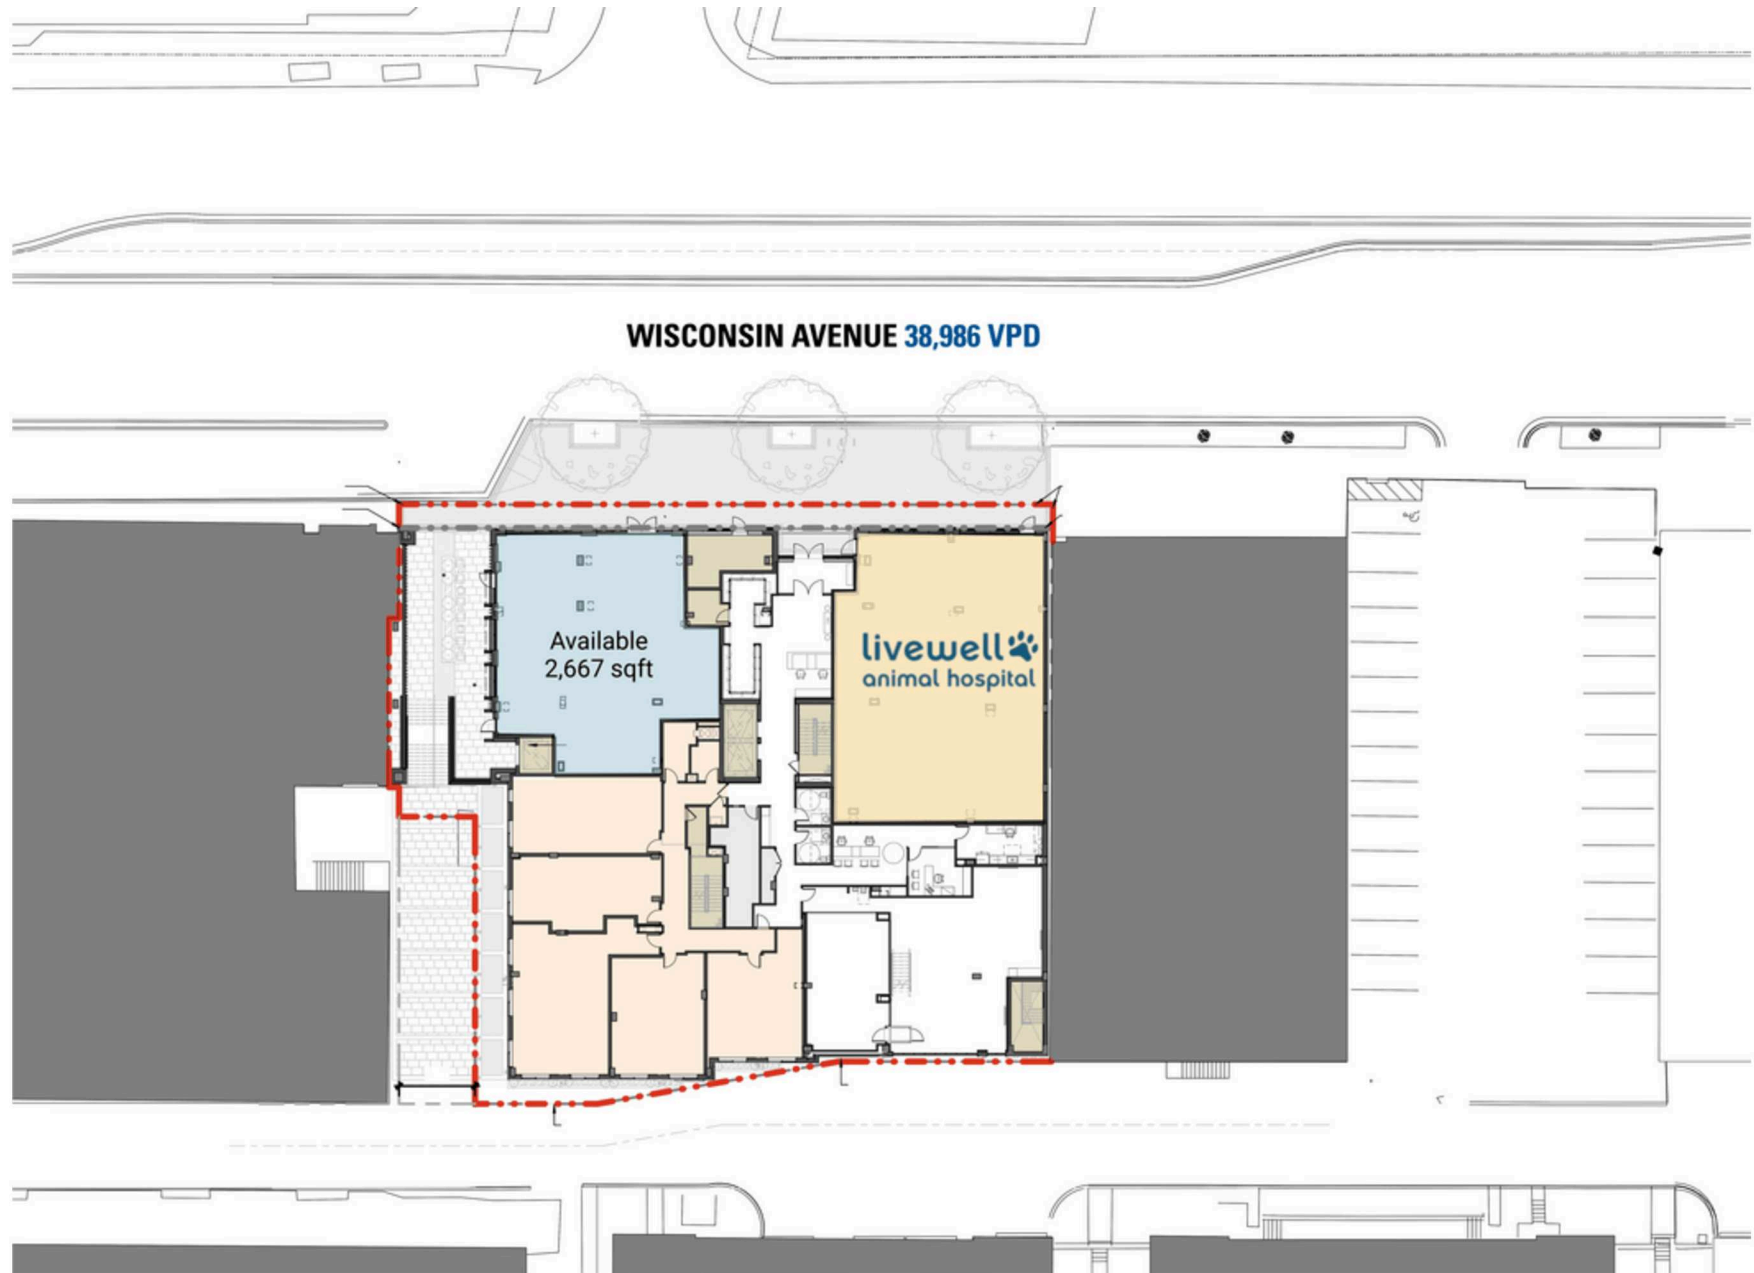 WISCONSIN AVENUE 38,986 VPD
Available
2,667 sqft
livewell
animal hospital